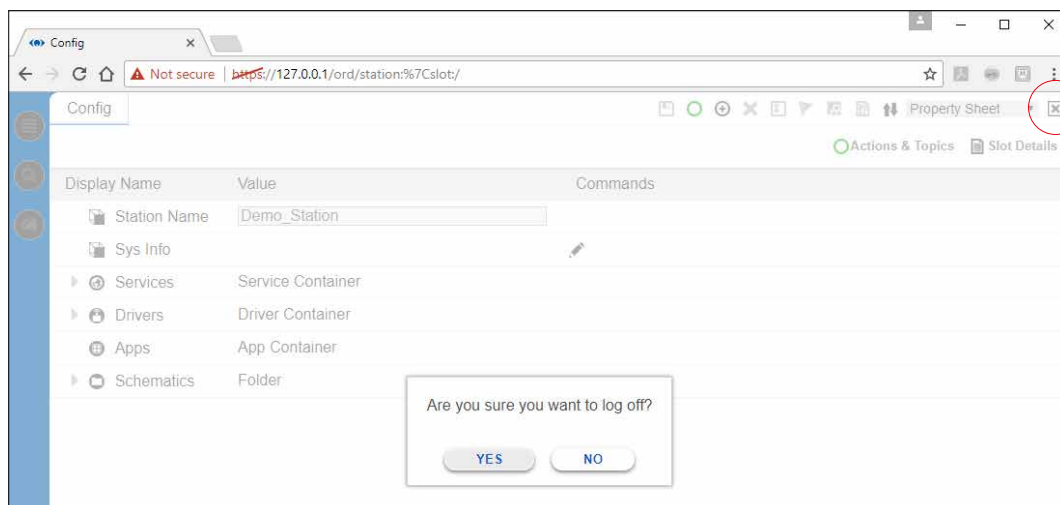 Config
Not secure https://127.0.0.1/ord/station:%7Cslot:/
Config Property Sheet
Actions & Topics Slot Details
Display Name Value Commands
Station Name Demo_Station
Sys Info
Services Service Container
Drivers Driver Container
Apps App Container
Schematics Folder
Are you sure you want to log off?
YES NO